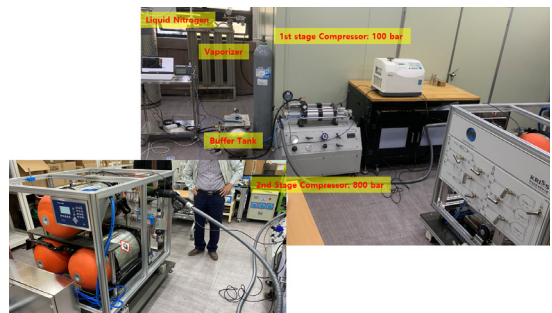 Liquid Nitrogen
1st stage Compressor: 100 bar
Vaporizer
Buffer Tank
2nd Stage Compressor: 800 bar